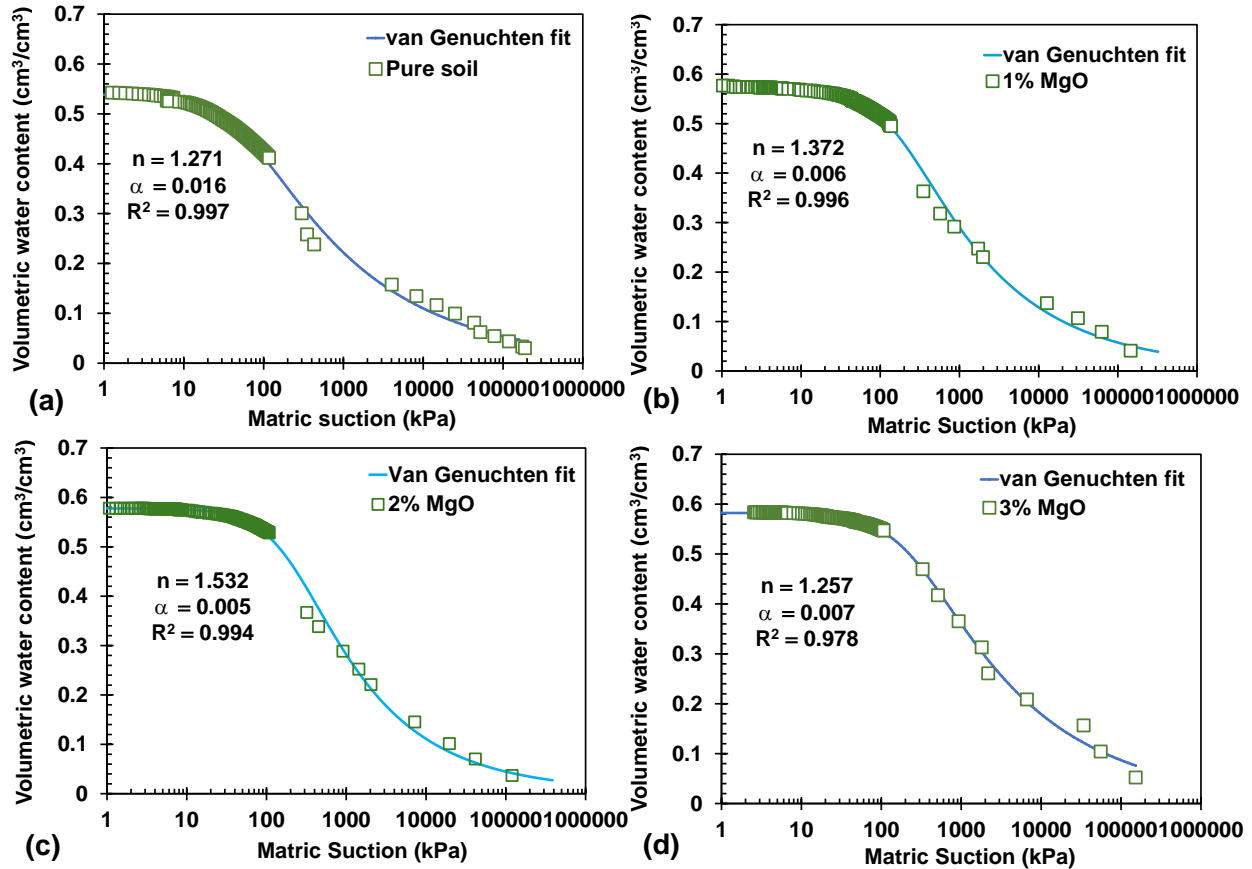 Volumetric water content (cm³/cm³)
0.6
0.5
0.4
0.3
0.2
0.1
0
van Genuchten fit
Pure soil
n = 1.271
α = 0.016
R² = 0.997
1 10 100 1000 10000 1000001000000
Matric suction (kPa)
(a)
Volumetric water content (cm³/cm³)
0.7
0.6
0.5
0.4
0.3
0.2
0.1
0
van Genuchten fit
1% MgO
n = 1.372
α = 0.006
R² = 0.996
1 10 100 1000 10000 1000001000000
Matric Suction (kPa)
(b)
Volumetric water content (cm³/cm³)
0.7
0.6
0.5
0.4
0.3
0.2
0.1
0
Van Genuchten fit
2% MgO
n = 1.532
α = 0.005
R² = 0.994
1 10 100 1000 10000 1000001000000
Matric Suction (kPa)
(c)
Volumetric water content (cm³/cm³)
0.7
0.6
0.5
0.4
0.3
0.2
0.1
0
van Genuchten fit
3% MgO
n = 1.257
α = 0.007
R² = 0.978
1 10 100 1000 10000 1000001000000
Matric Suction (kPa)
(d)